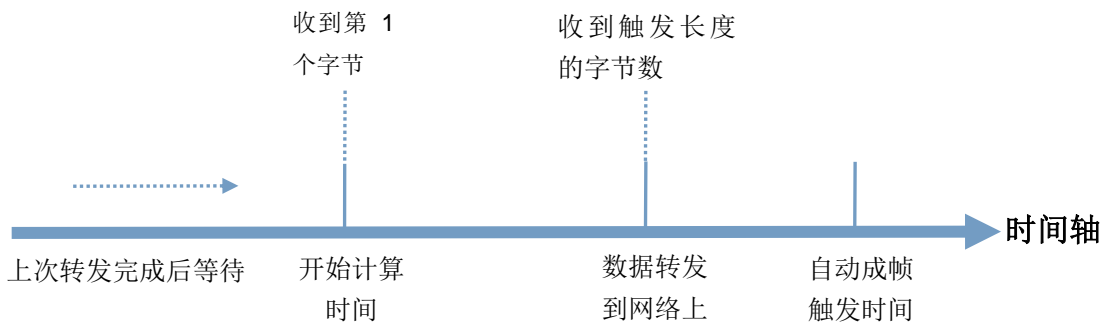 收到第 1
个字节
收到触发长度
的字节数
时间轴
上次转发完成后等待
开始计算
时间
数据转发
到网络上
自动成帧
触发时间